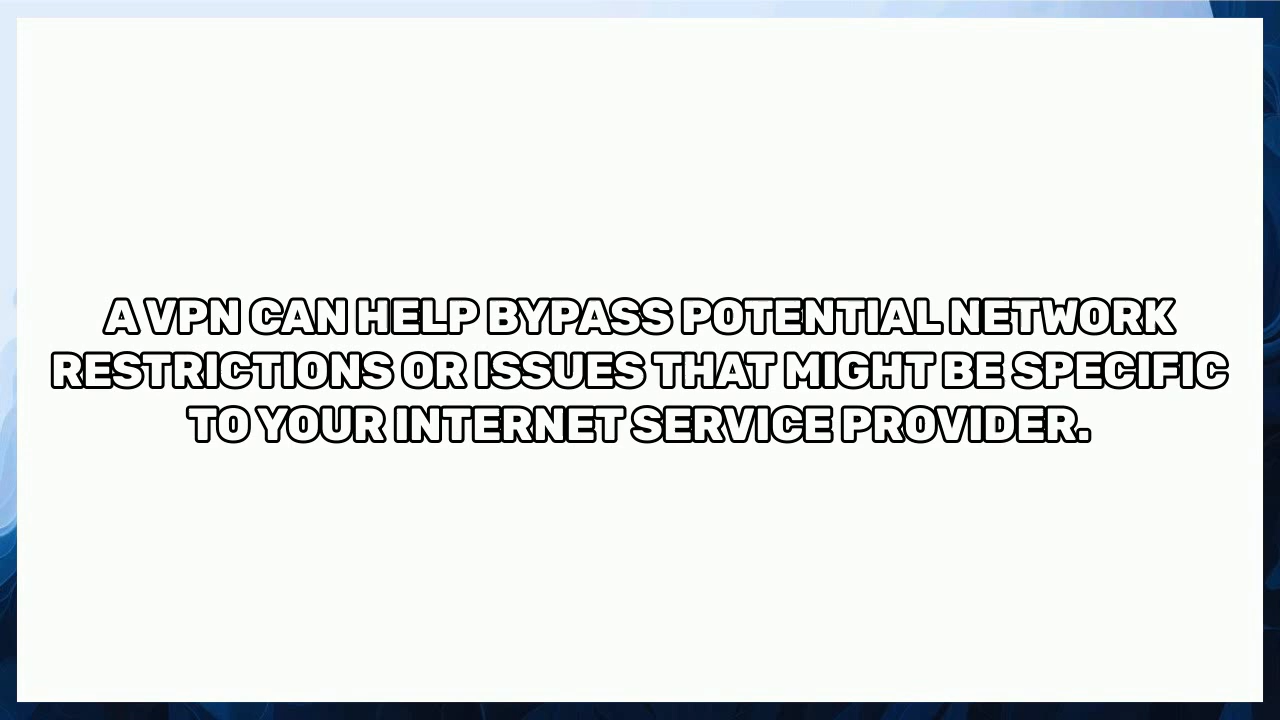 A VPN CAN HELP BYPASS POTENTIAL NETWORK
RESTRICTIONS OR ISSUES THAT MIGHT BE SPECIFIC
TO YOUR INTERNET SERVICE PROVIDER.